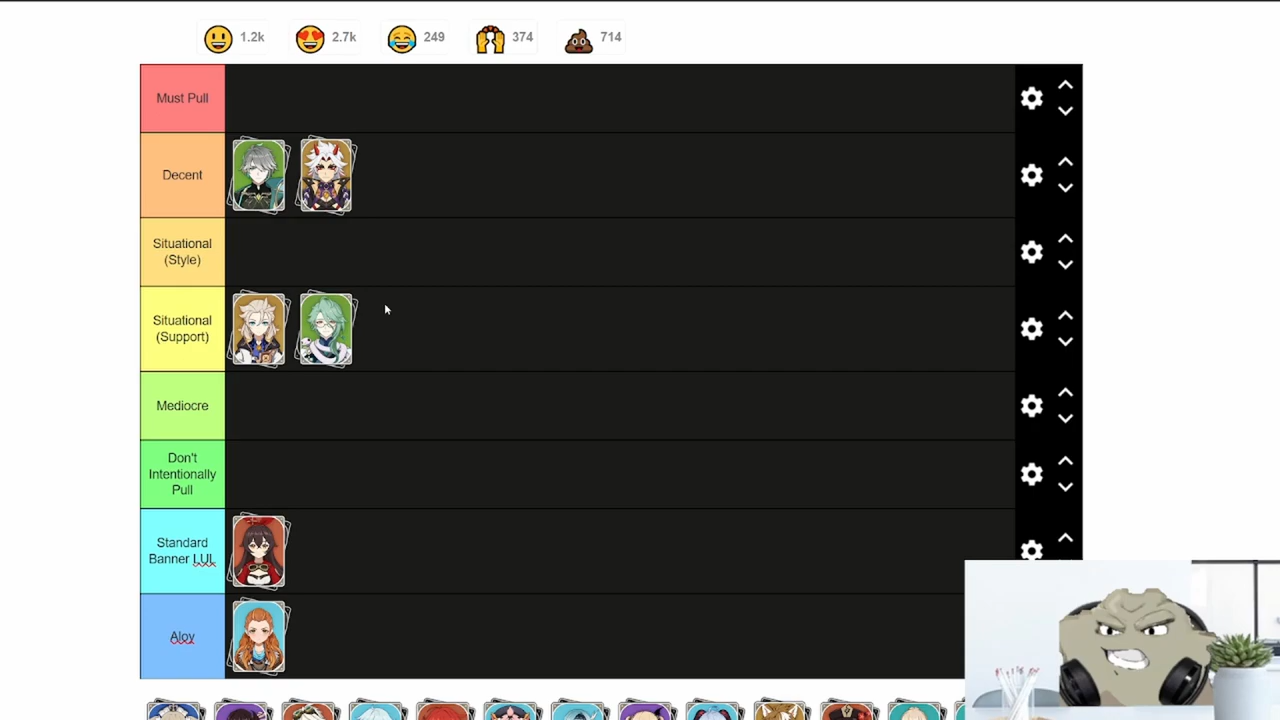 1.2k 2.7k 249 374 714
Must Pull
Decent
Situational
(Style)
Situational
(Support)
Mediocre
Don't
Intentionally
Pull
Standard
Banner LUL
Aloy